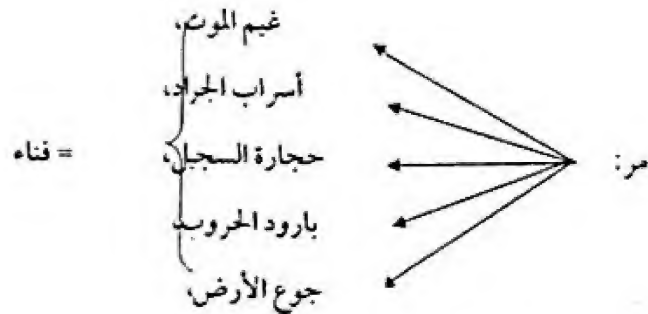 غيم الموت،
أسراب الجراد،
مر: حجارة السجيل، = فناء
بارود الحروب،
جوع الأرض،